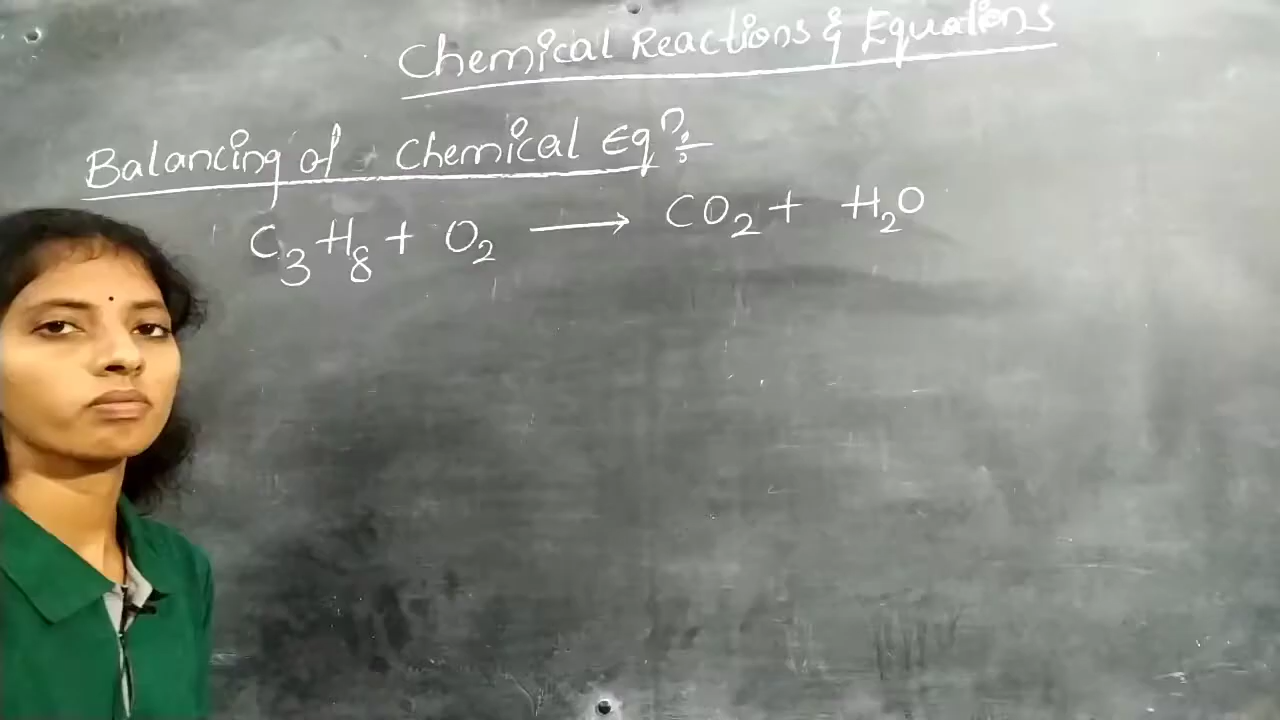 Chemical Reactions & Equations
Balancing of Chemical Eqⁿ:-
C₃H₈ + O₂ ⟶ CO₂ + H₂O